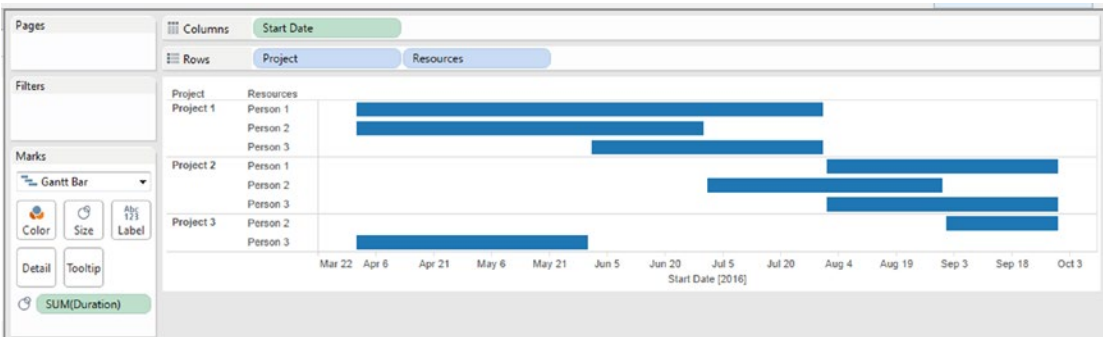 Pages
Columns Start Date
Rows Project Resources
Filters
Project Resources
Project 1 Person 1
Person 2
Person 3
Marks
Project 2 Person 1
Gantt Bar
Person 2
Person 3
Abc
123
Color Size Label
Project 3 Person 2
Person 3
Detail Tooltip
Mar 22 Apr 6 Apr 21 May 6 May 21 Jun 5 Jun 20 Jul 5 Jul 20 Aug 4 Aug 19 Sep 3 Sep 18 Oct 3
Start Date [2016]
SUM(Duration)